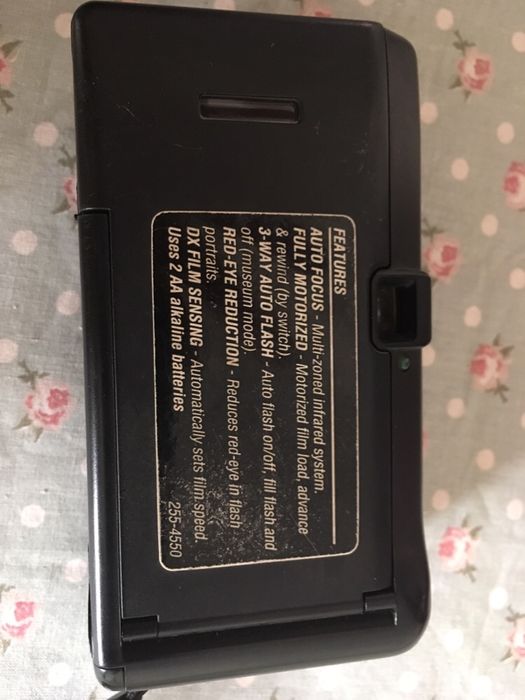 FEATURES
AUTO FOCUS - Multi-zoned infrared system.
FULLY MOTORIZED - Motorized film load, advance
& rewind (by switch).
3-WAY AUTO FLASH - Auto flash on/off, fill flash and
off (museum mode).
RED-EYE REDUCTION - Reduces red-eye in flash
portraits.
DX FILM SENSING - Automatically sets film speed.
Uses 2 AA alkaline batteries
255-4550